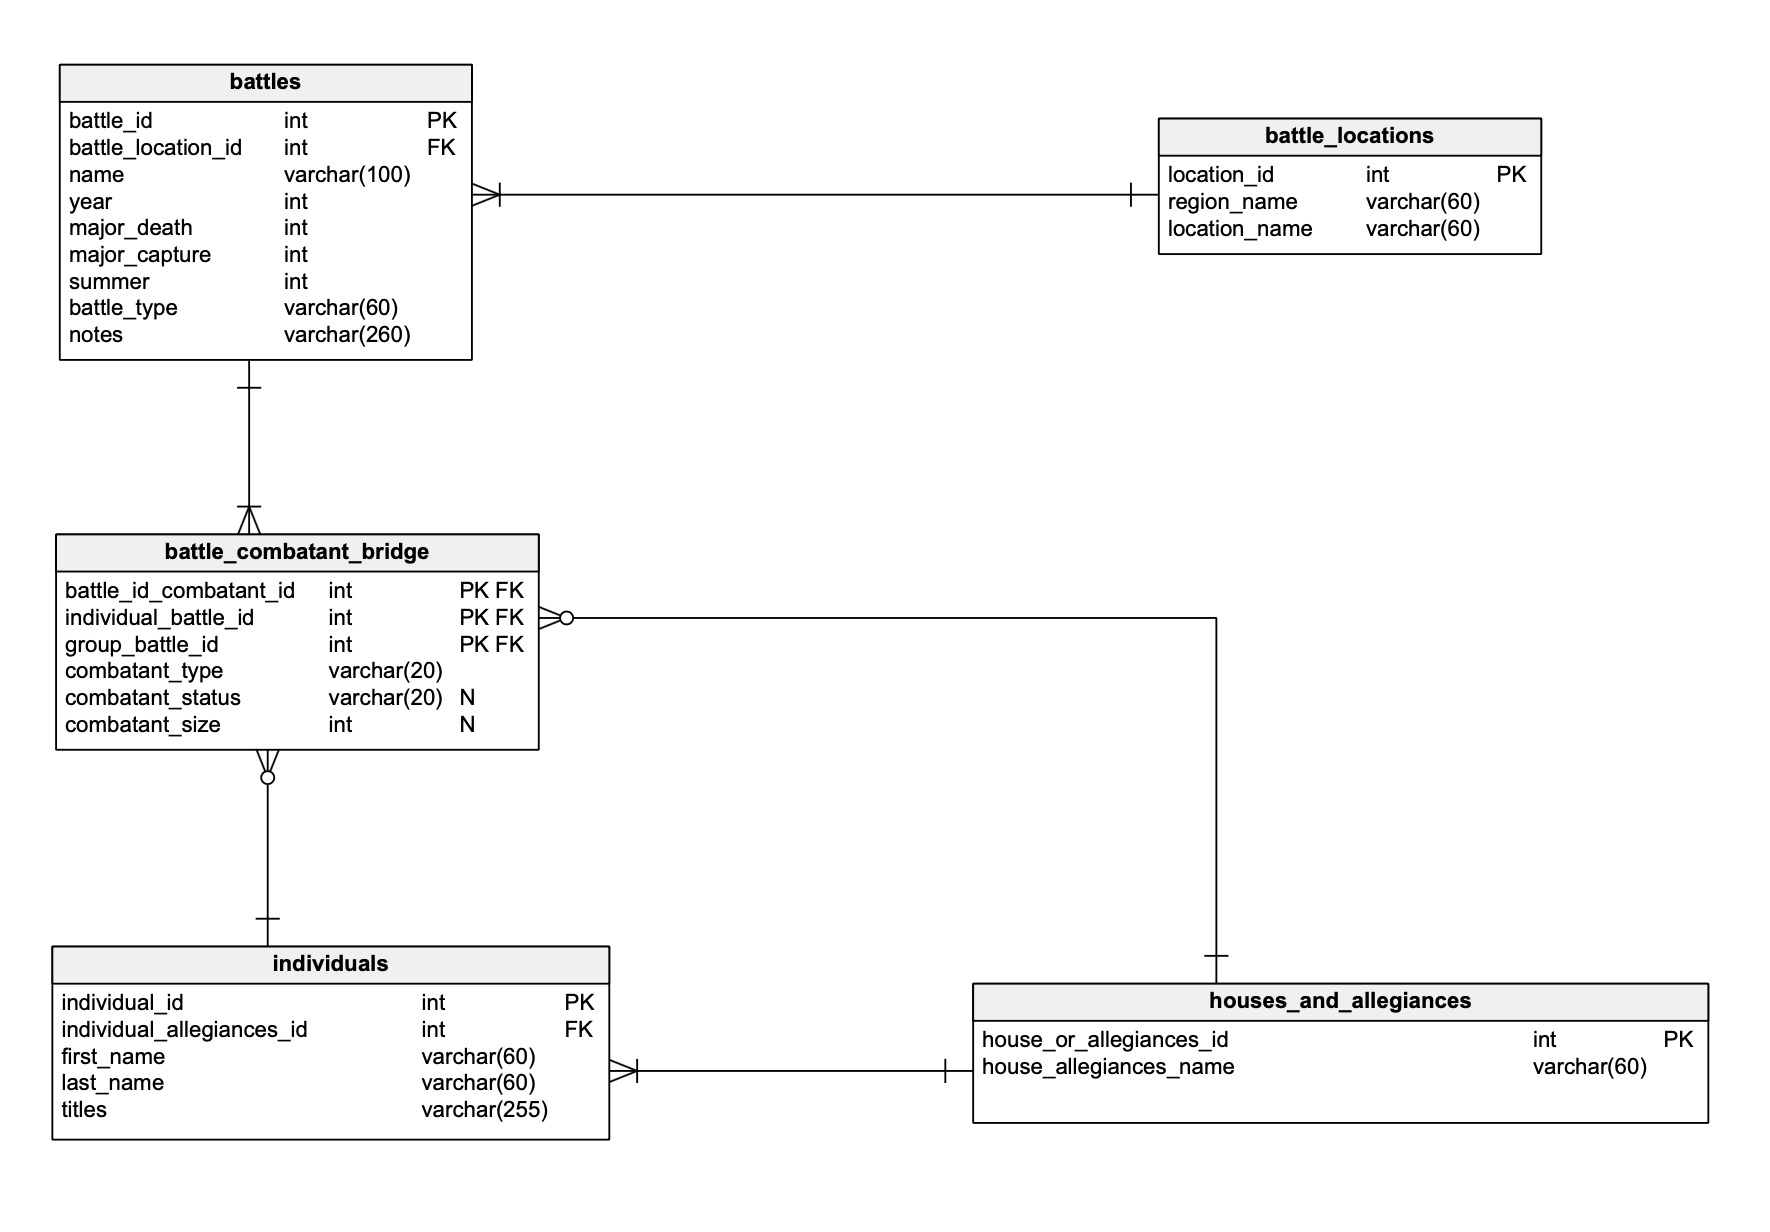 battles
battle_id int PK
battle_location_id int FK
name varchar(100)
year int
major_death int
major_capture int
summer int
battle_type varchar(60)
notes varchar(260)
battle_locations
location_id int PK
region_name varchar(60)
location_name varchar(60)
battle_combatant_bridge
battle_id_combatant_id int PK FK
individual_battle_id int PK FK
group_battle_id int PK FK
combatant_type varchar(20)
combatant_status varchar(20) N
combatant_size int N
individuals
individual_id int PK
individual_allegiances_id int FK
first_name varchar(60)
last_name varchar(60)
titles varchar(255)
houses_and_allegiances
house_or_allegiances_id int PK
house_allegiances_name varchar(60)